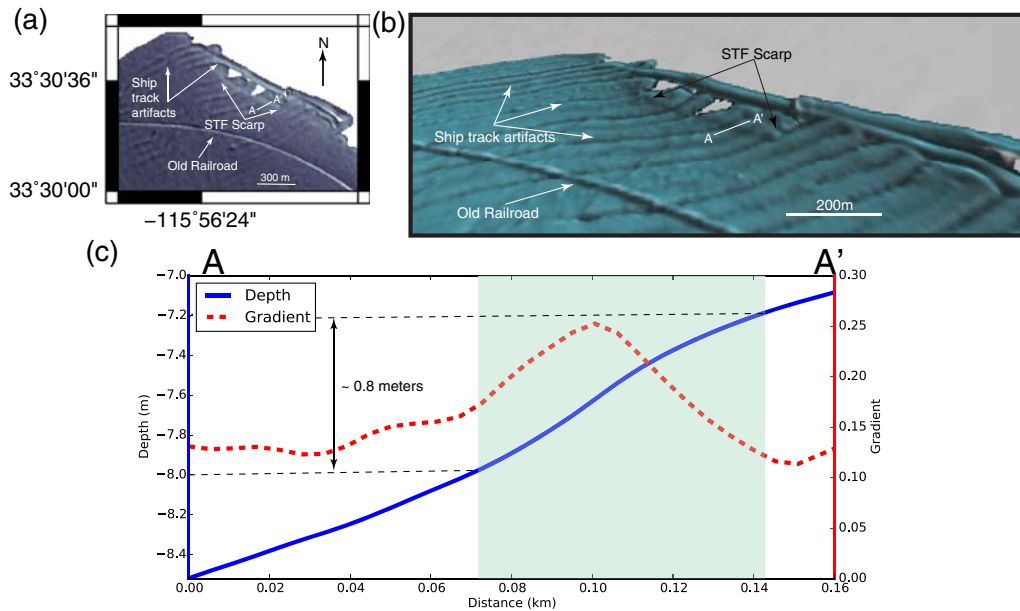 (a)
N
33°30'36"
Ship
track
artifacts
A A'
STF Scarp
Old Railroad
300 m
33°30'00"
−115°56'24"
(b)
STF Scarp
Ship track artifacts
A A'
Old Railroad
200m
(c)
A A'
Depth
Gradient
~ 0.8 meters
−7.0
−7.2
−7.4
−7.6
−7.8
−8.0
−8.2
−8.4
Depth (m)
0.30
0.25
0.20
0.15
0.10
0.05
0.00
Gradient
0.00 0.02 0.04 0.06 0.08 0.10 0.12 0.14 0.16
Distance (km)